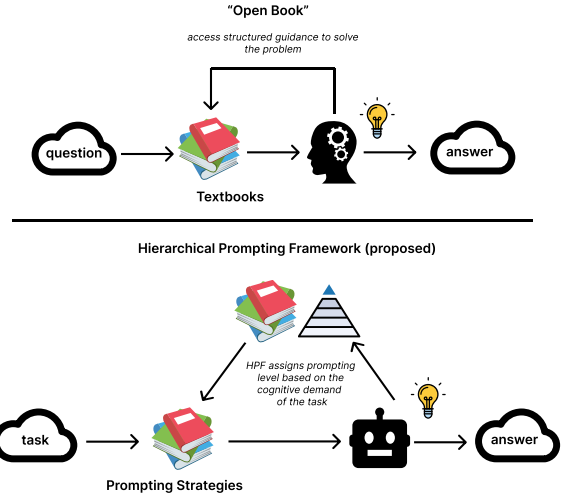 “Open Book”
access structured guidance to solve
the problem
question
answer
Textbooks
Hierarchical Prompting Framework (proposed)
HPF assigns prompting
level based on the
cognitive demand
of the task
task
answer
Prompting Strategies